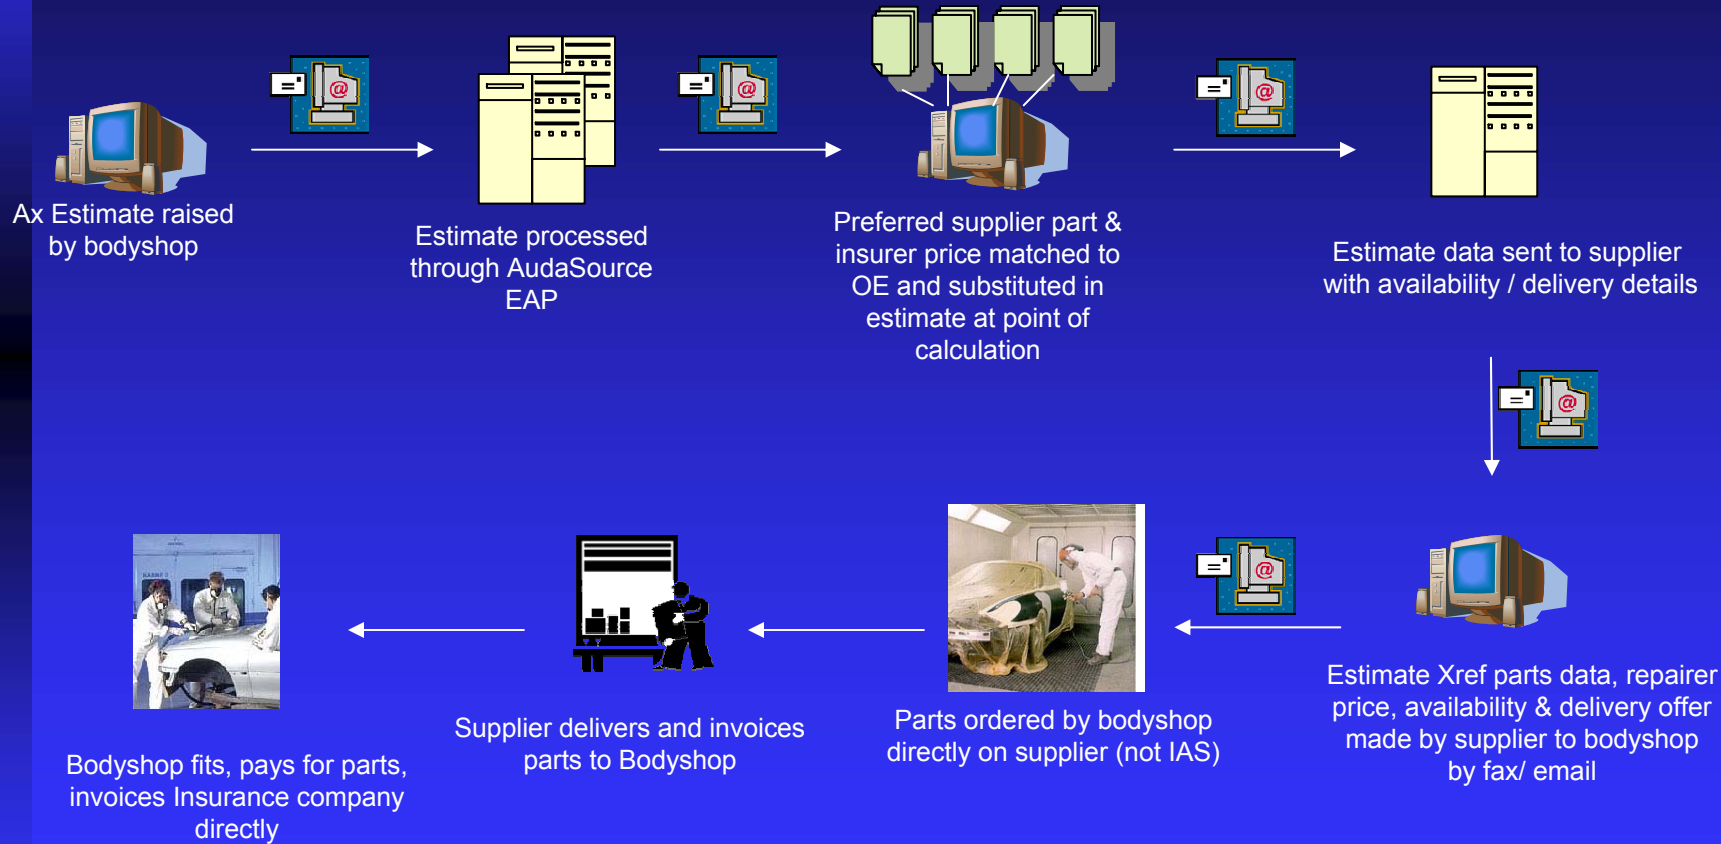 Ax Estimate raised
by bodyshop
Estimate processed
through AudaSource
EAP
Preferred supplier part &
insurer price matched to
OE and substituted in
estimate at point of
calculation
Estimate data sent to supplier
with availability / delivery details
Estimate Xref parts data, repairer
price, availability & delivery offer
made by supplier to bodyshop
by fax/ email
Parts ordered by bodyshop
directly on supplier (not IAS)
Supplier delivers and invoices
parts to Bodyshop
Bodyshop fits, pays for parts,
invoices Insurance company
directly